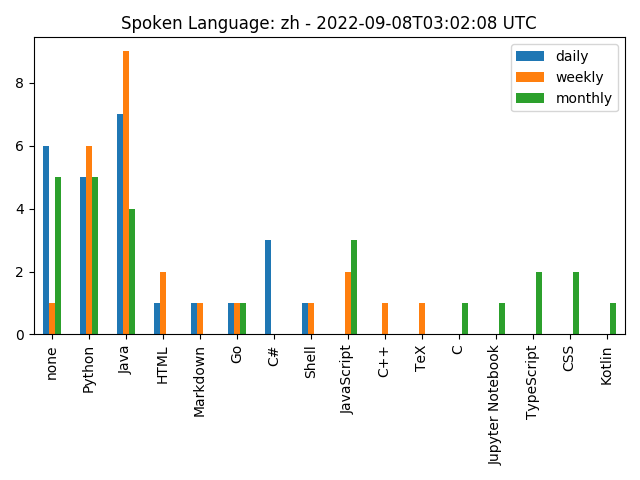 Spoken Language: zh - 2022-09-08T03:02:08 UTC
daily
weekly
monthly
8
6
4
2
0
none
Python
Java
HTML
Markdown
Go
C#
Shell
JavaScript
C++
TeX
C
Jupyter Notebook
TypeScript
CSS
Kotlin